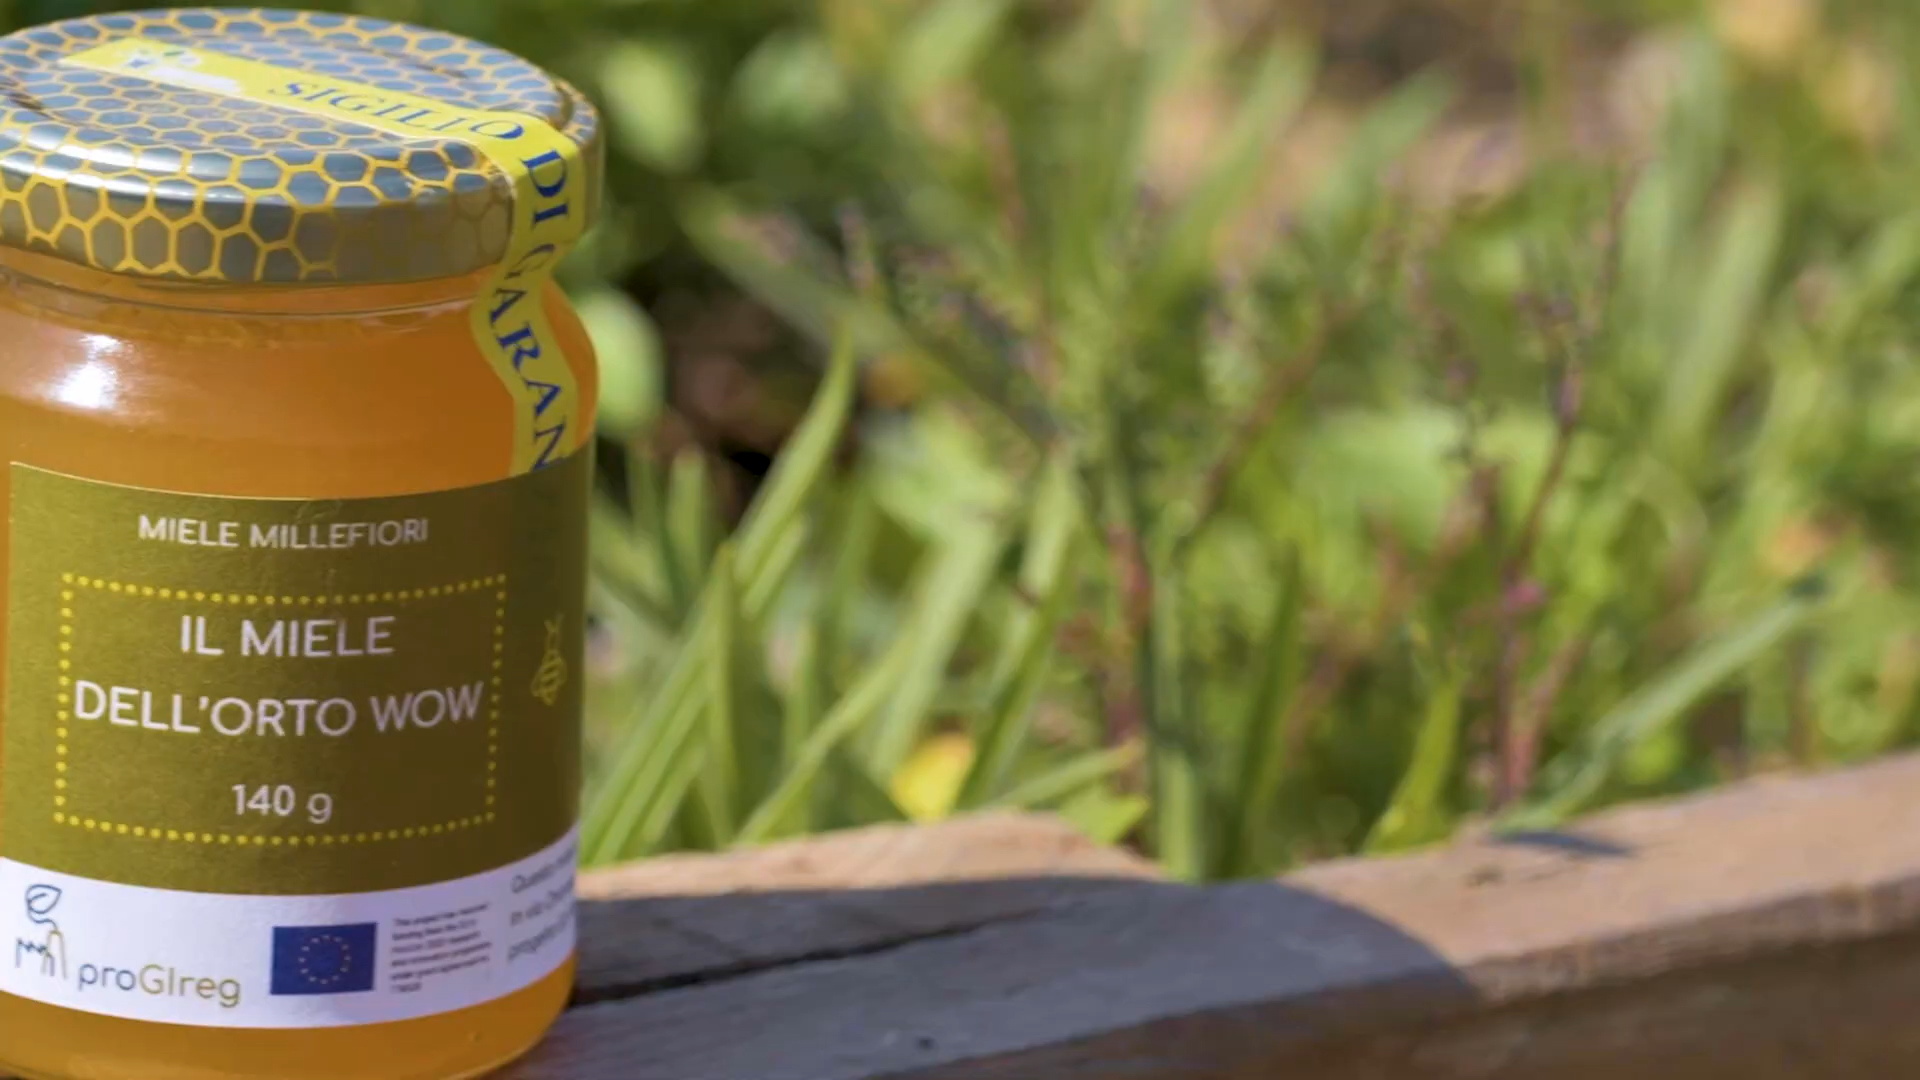 SIGILLO DI GARAN
MIELE MILLEFIORI
IL MIELE
DELL'ORTO WOW
140 g
proGIreg